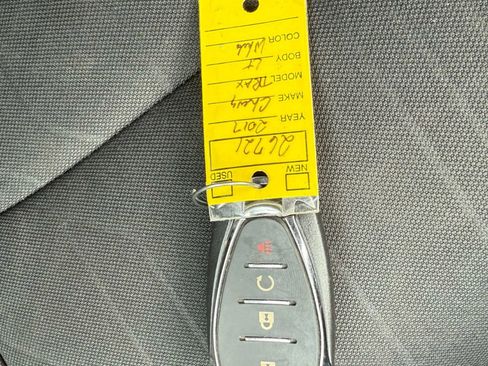 NEW
USED
26721
YEAR 2017
MAKE Chevy
MODEL TRAX
BODY LT
COLOR White